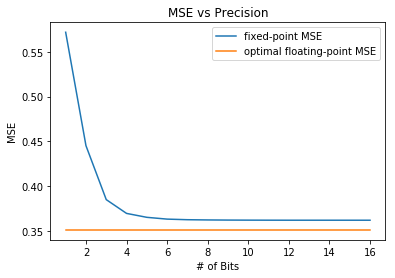 MSE vs Precision
fixed-point MSE
optimal floating-point MSE
0.55
0.50
0.45
0.40
0.35
MSE
2 4 6 8 10 12 14 16
# of Bits